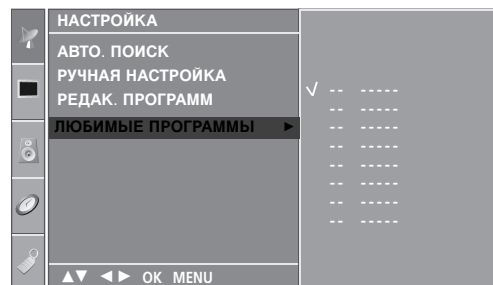 НАСТРОЙКА
АВТО. ПОИСК
РУЧНАЯ НАСТРОЙКА
РЕДАК. ПРОГРАММ
ЛЮБИМЫЕ ПРОГРАММЫ ►
√ -- -----
-- -----
-- -----
-- -----
-- -----
-- -----
-- -----
-- -----
▲▼ ◄► OK MENU